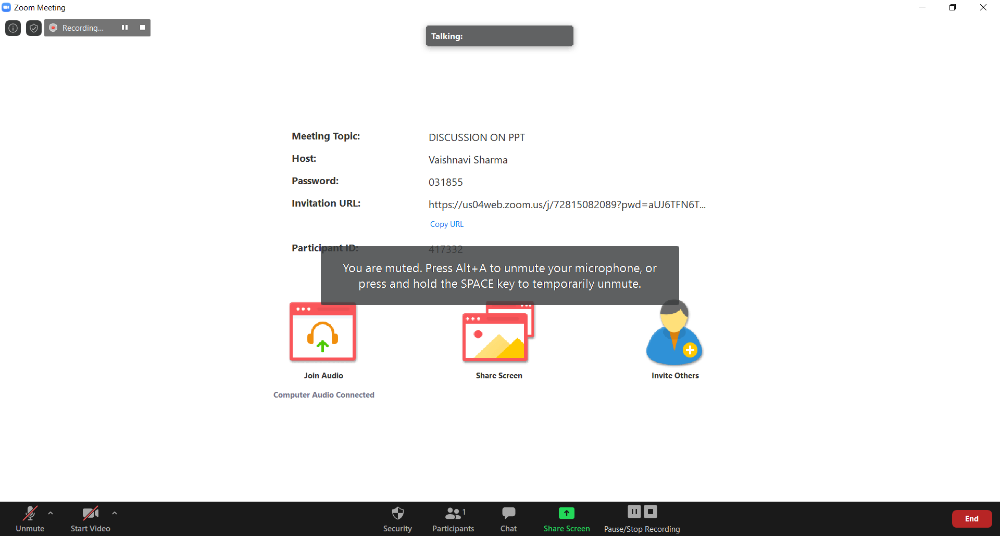 Zoom Meeting
Recording...
Talking:
Meeting Topic: DISCUSSION ON PPT
Host: Vaishnavi Sharma
Password: 031855
Invitation URL: https://us04web.zoom.us/j/72815082089?pwd=aUJ6TFN6T...
Copy URL
Participant ID: 417332
You are muted. Press Alt+A to unmute your microphone, or
press and hold the SPACE key to temporarily unmute.
Join Audio Share Screen Invite Others
Computer Audio Connected
1
Unmute Start Video Security Participants Chat Share Screen Pause/Stop Recording End